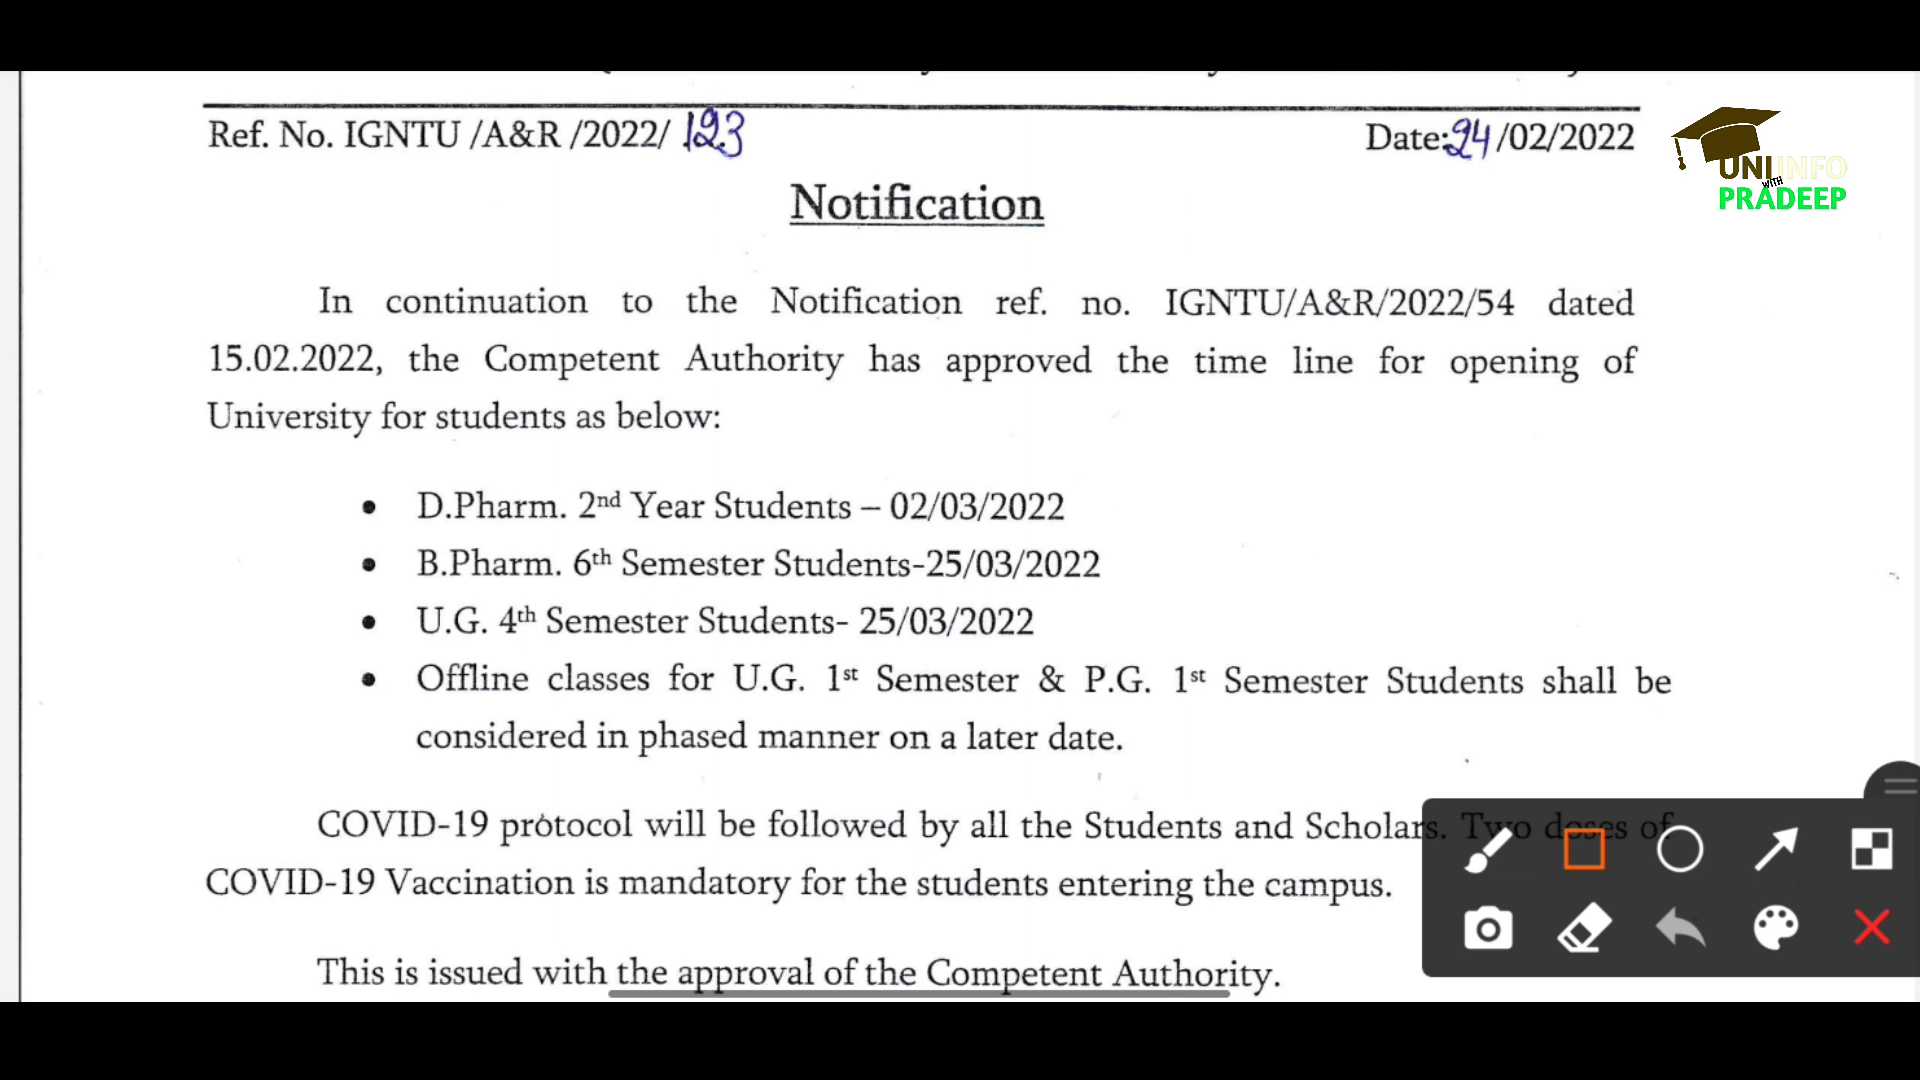 Ref. No. IGNTU /A&R /2022/ 123
Date:24/02/2022
UNIINFO
WITH
PRADEEP
Notification
In continuation to the Notification ref. no. IGNTU/A&R/2022/54 dated
15.02.2022, the Competent Authority has approved the time line for opening of
University for students as below:
• D.Pharm. 2nd Year Students – 02/03/2022
• B.Pharm. 6th Semester Students-25/03/2022
• U.G. 4th Semester Students- 25/03/2022
• Offline classes for U.G. 1st Semester & P.G. 1st Semester Students shall be
considered in phased manner on a later date.
COVID-19 protocol will be followed by all the Students and Scholars. Two doses of
COVID-19 Vaccination is mandatory for the students entering the campus.
This is issued with the approval of the Competent Authority.